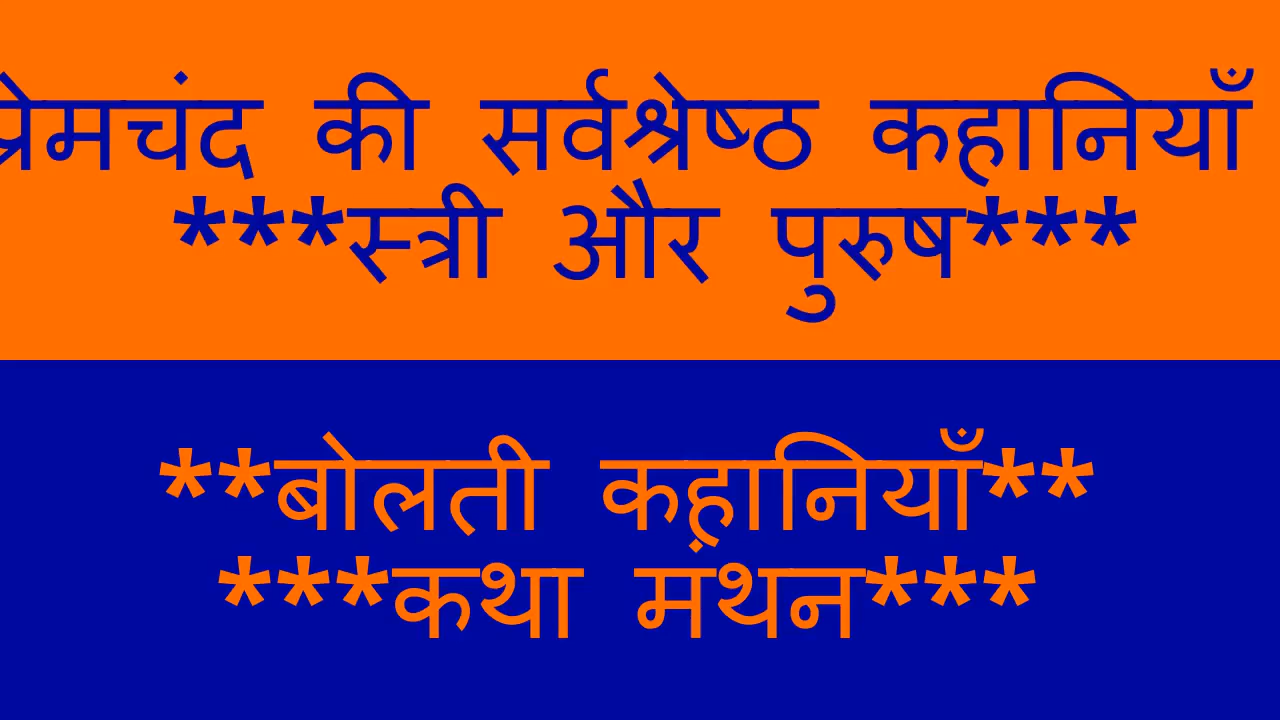 प्रेमचंद की सर्वश्रेष्ठ कहानियाँ
***स्त्री और पुरुष***
**बोलती कहानियाँ**
***कथा मंथन***